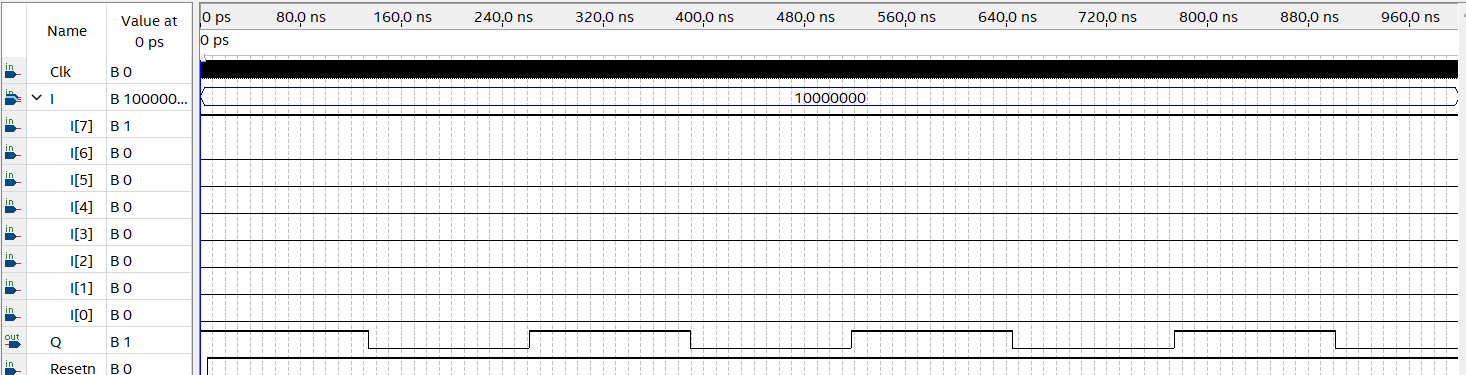 Name Value at 0 ps 0 ps 80.0 ns 160.0 ns 240.0 ns 320.0 ns 400.0 ns 480.0 ns 560.0 ns 640.0 ns 720.0 ns 800.0 ns 880.0 ns 960.0 ns
0 ps
in Clk B 0
in I B 100000... 10000000
in I[7] B 1
in I[6] B 0
in I[5] B 0
in I[4] B 0
in I[3] B 0
in I[2] B 0
in I[1] B 0
in I[0] B 0
out Q B 1
in Resetn B 0